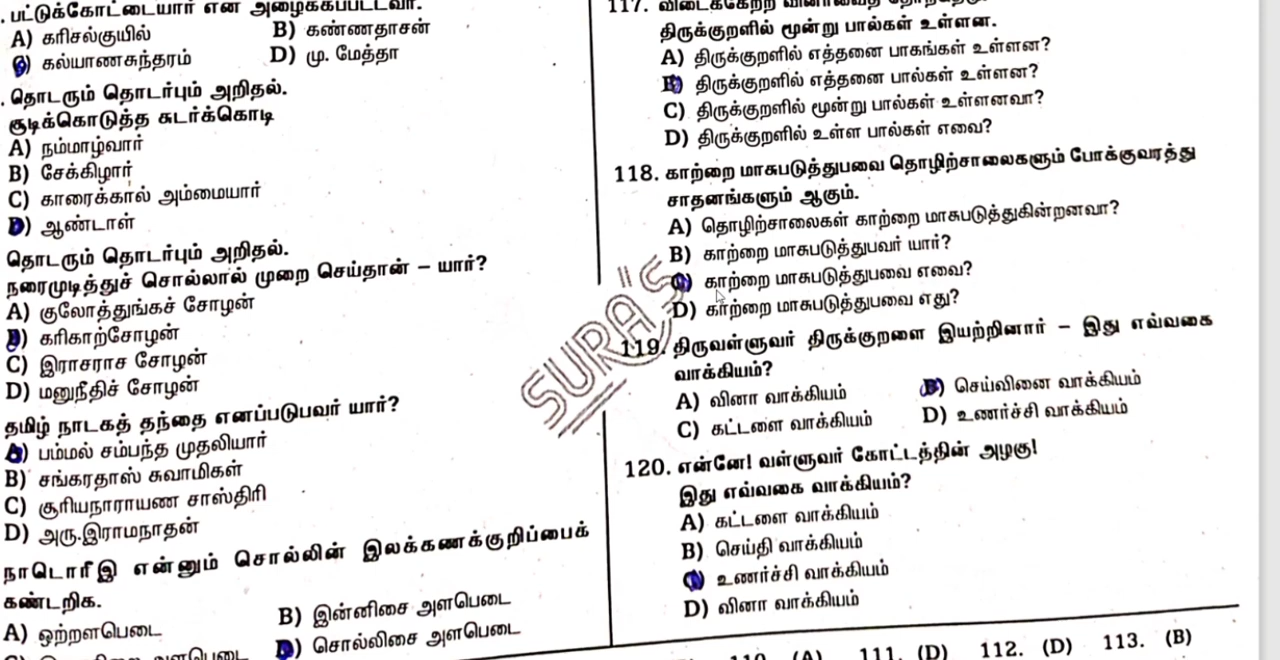 . பட்டுக்கோட்டையார் என அழைக்கப்பட்டவர்.
A) கரிசல்குயில் B) கண்ணதாசன்
C) கல்யாணசுந்தரம் D) மு. மேத்தா
. தொடரும் தொடர்பும் அறிதல்.
சூடிக்கொடுத்த சுடர்க்கொடி
A) நம்மாழ்வார்
B) சேக்கிழார்
C) காரைக்கால் அம்மையார்
D) ஆண்டாள்
தொடரும் தொடர்பும் அறிதல்.
நரைமுடித்துச் சொல்லால் முறை செய்தான் – யார்?
A) குலோத்துங்கச் சோழன்
B) கரிகாற்சோழன்
C) இராசராச சோழன்
D) மனுநீதிச் சோழன்
தமிழ் நாடகத் தந்தை எனப்படுபவர் யார்?
A) பம்மல் சம்பந்த முதலியார்
B) சங்கரதாஸ் சுவாமிகள்
C) சூரியநாராயண சாஸ்திரி
D) அரு.இராமநாதன்
நாடொரீஇ என்னும் சொல்லின் இலக்கணக்குறிப்பைக்
கண்டறிக.
A) ஒற்றளபெடை B) இன்னிசை அளபெடை
அளபெடை D) சொல்லிசை அளபெடை
117. விடைக்கேற்ற வினாவைத்
திருக்குறளில் மூன்று பால்கள் உள்ளன.
A) திருக்குறளில் எத்தனை பாகங்கள் உள்ளன?
B) திருக்குறளில் எத்தனை பால்கள் உள்ளன?
C) திருக்குறளில் மூன்று பால்கள் உள்ளனவா?
D) திருக்குறளில் உள்ள பால்கள் எவை?
118. காற்றை மாசுபடுத்துபவை தொழிற்சாலைகளும் போக்குவரத்து
சாதனங்களும் ஆகும்.
A) தொழிற்சாலைகள் காற்றை மாசுபடுத்துகின்றனவா?
B) காற்றை மாசுபடுத்துபவர் யார்?
C) காற்றை மாசுபடுத்துபவை எவை?
D) காற்றை மாசுபடுத்துபவை எது?
119. திருவள்ளுவர் திருக்குறளை இயற்றினார் – இது எவ்வகை
வாக்கியம்?
A) வினா வாக்கியம் B) செய்வினை வாக்கியம்
C) கட்டளை வாக்கியம் D) உணர்ச்சி வாக்கியம்
120. என்னே! வள்ளுவர் கோட்டத்தின் அழகு!
இது எவ்வகை வாக்கியம்?
A) கட்டளை வாக்கியம்
B) செய்தி வாக்கியம்
C) உணர்ச்சி வாக்கியம்
D) வினா வாக்கியம்
SURA'S
110. (A) 111. (D) 112. (D) 113. (B)